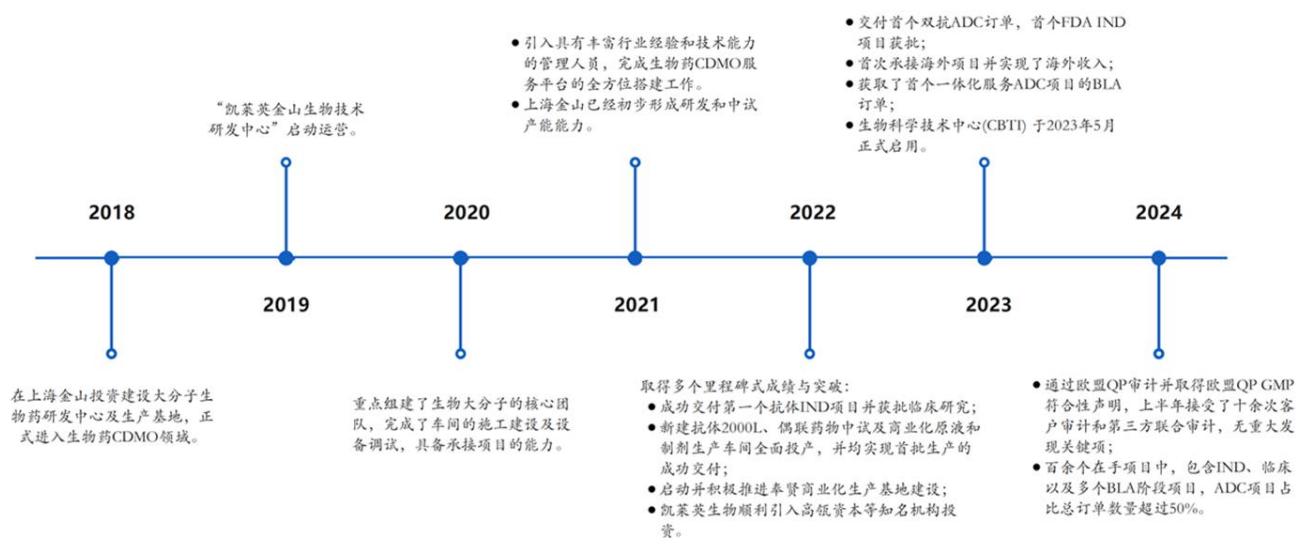 ● 引入具有丰富行业经验和技术能力
的管理人员，完成生物药CDMO服
务平台的全方位搭建工作。
● 上海金山已经初步形成研发和中试
产能能力。
● 交付首个双抗ADC订单，首个FDA IND
项目获批；
● 首次承接海外项目并实现了海外收入；
● 获取了首个一体化服务ADC项目的BLA
订单；
● 生物科学技术中心(CBTI) 于2023年5月
正式启用。
“凯莱英金山生物技术
研发中心”启动运营。
2018
2020
2022
2024
2019
2021
2023
在上海金山投资建设大分子生
物药研发中心及生产基地，正
式进入生物药CDMO领域。
重点组建了生物大分子的核心团
队，完成了车间的施工建设及设
备调试，具备承接项目的能力。
取得多个里程碑式成绩与突破：
● 成功交付第一个抗体IND项目并获批临床研究；
● 新建抗体2000L、偶联药物中试及商业化原液和
制剂生产车间全面投产，并均实现首批生产的
成功交付；
● 启动并积极推进奉贤商业化生产基地建设；
● 凯莱英生物顺利引入高瓴资本等知名机构投
资。
● 通过欧盟QP审计并取得欧盟QP GMP
符合性声明，上半年接受了十余次客
户审计和第三方联合审计，无重大发
现关键项；
● 百余个在手项目中，包含IND、临床
以及多个BLA阶段项目，ADC项目占
比总订单数量超过50%。